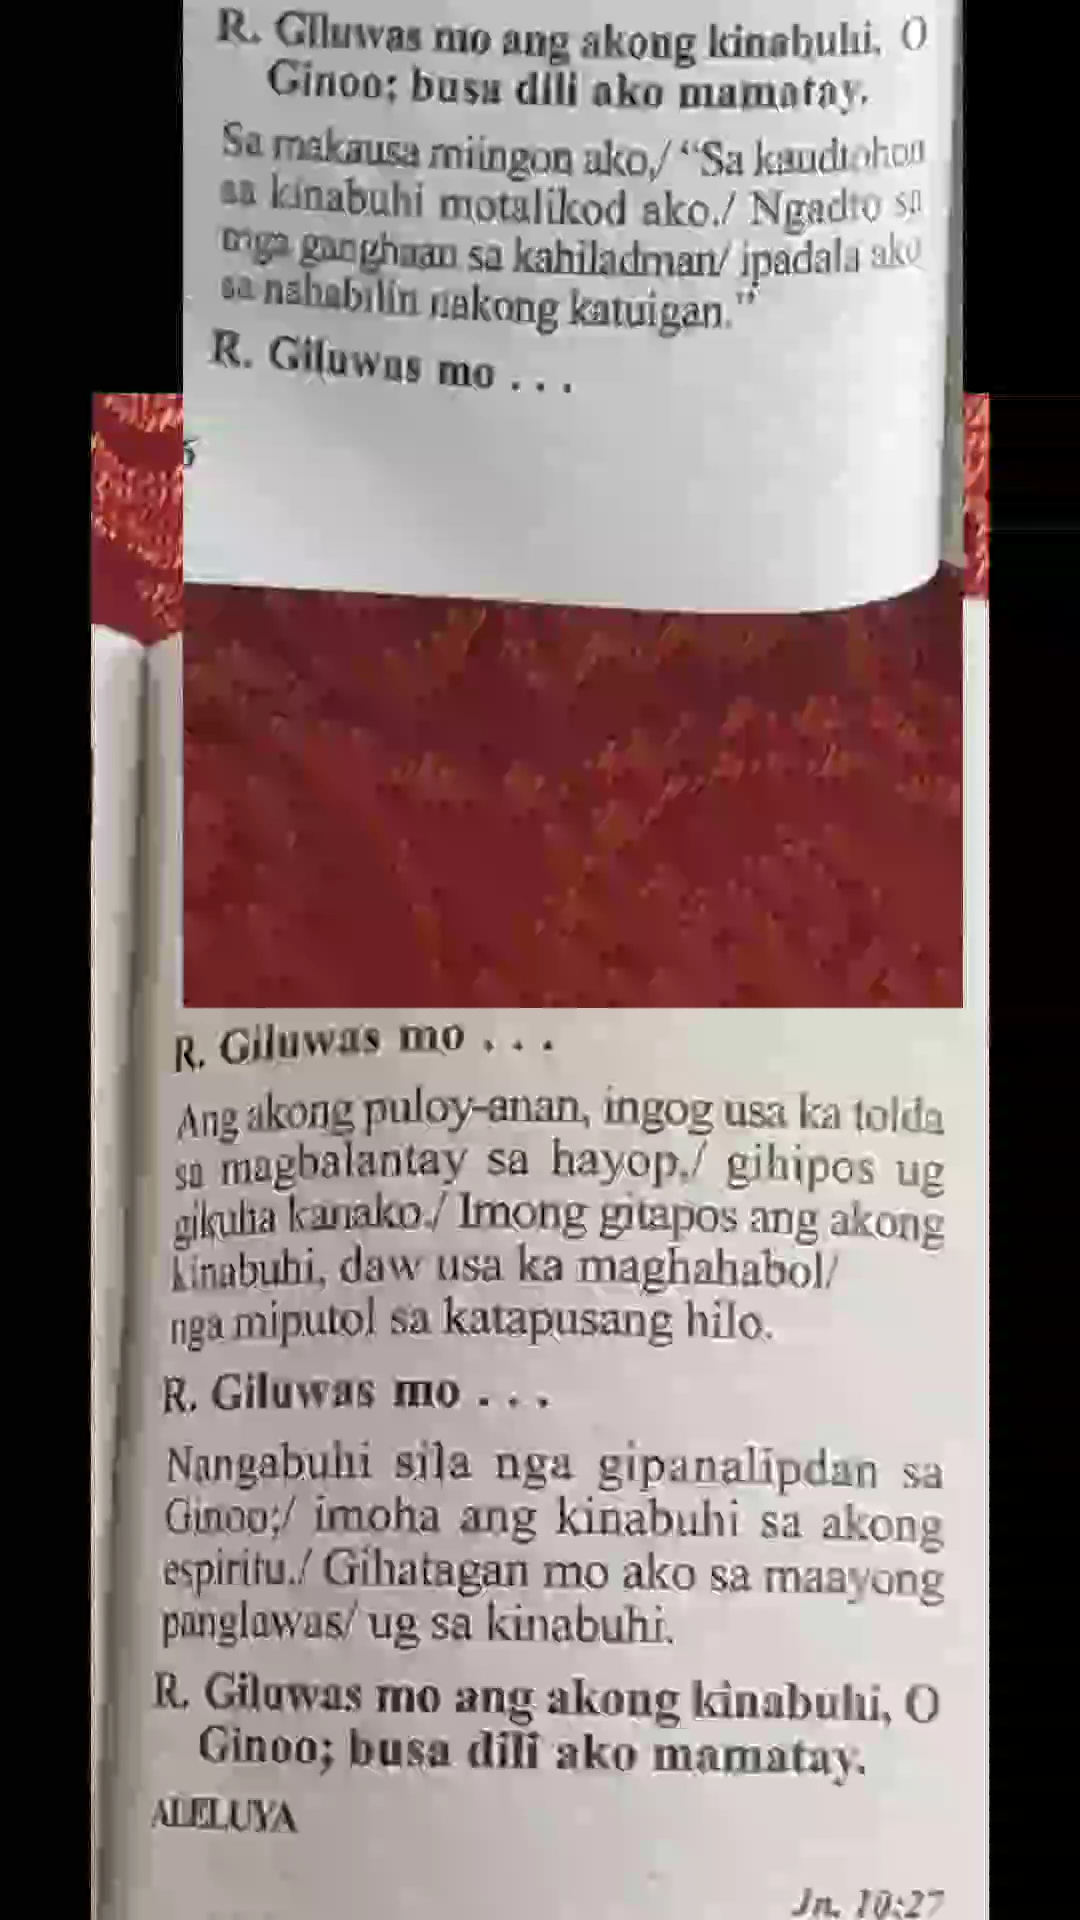 R. Giluwas mo ang akong kinabuhi, O
Ginoo; busa dili ako mamatay.
Sa makausa miingon ako,/ “Sa kaudtohon
sa kinabuhi motalikod ako./ Ngadto sa
mga ganghaan sa kahiladman/ ipadala ako
sa nahabilin nakong katuigan.”
R. Giluwas mo . . .
R. Giluwas mo . . .
Ang akong puloy-anan, ingog usa ka tolda
sa magbalantay sa hayop,/ gihipos ug
gikuha kanako./ Imong gitapos ang akong
kinabuhi, daw usa ka maghahabol/
nga miputol sa katapusang hilo.
R. Giluwas mo . . .
Nangabuhi sila nga gipanalipdan sa
Ginoo;/ imoha ang kinabuhi sa akong
espiritu./ Gihatagan mo ako sa maayong
panglawas/ ug sa kinabuhi.
R. Giluwas mo ang akong kinabuhi, O
Ginoo; busa dili ako mamatay.
ALELUYA
Jn. 10:27